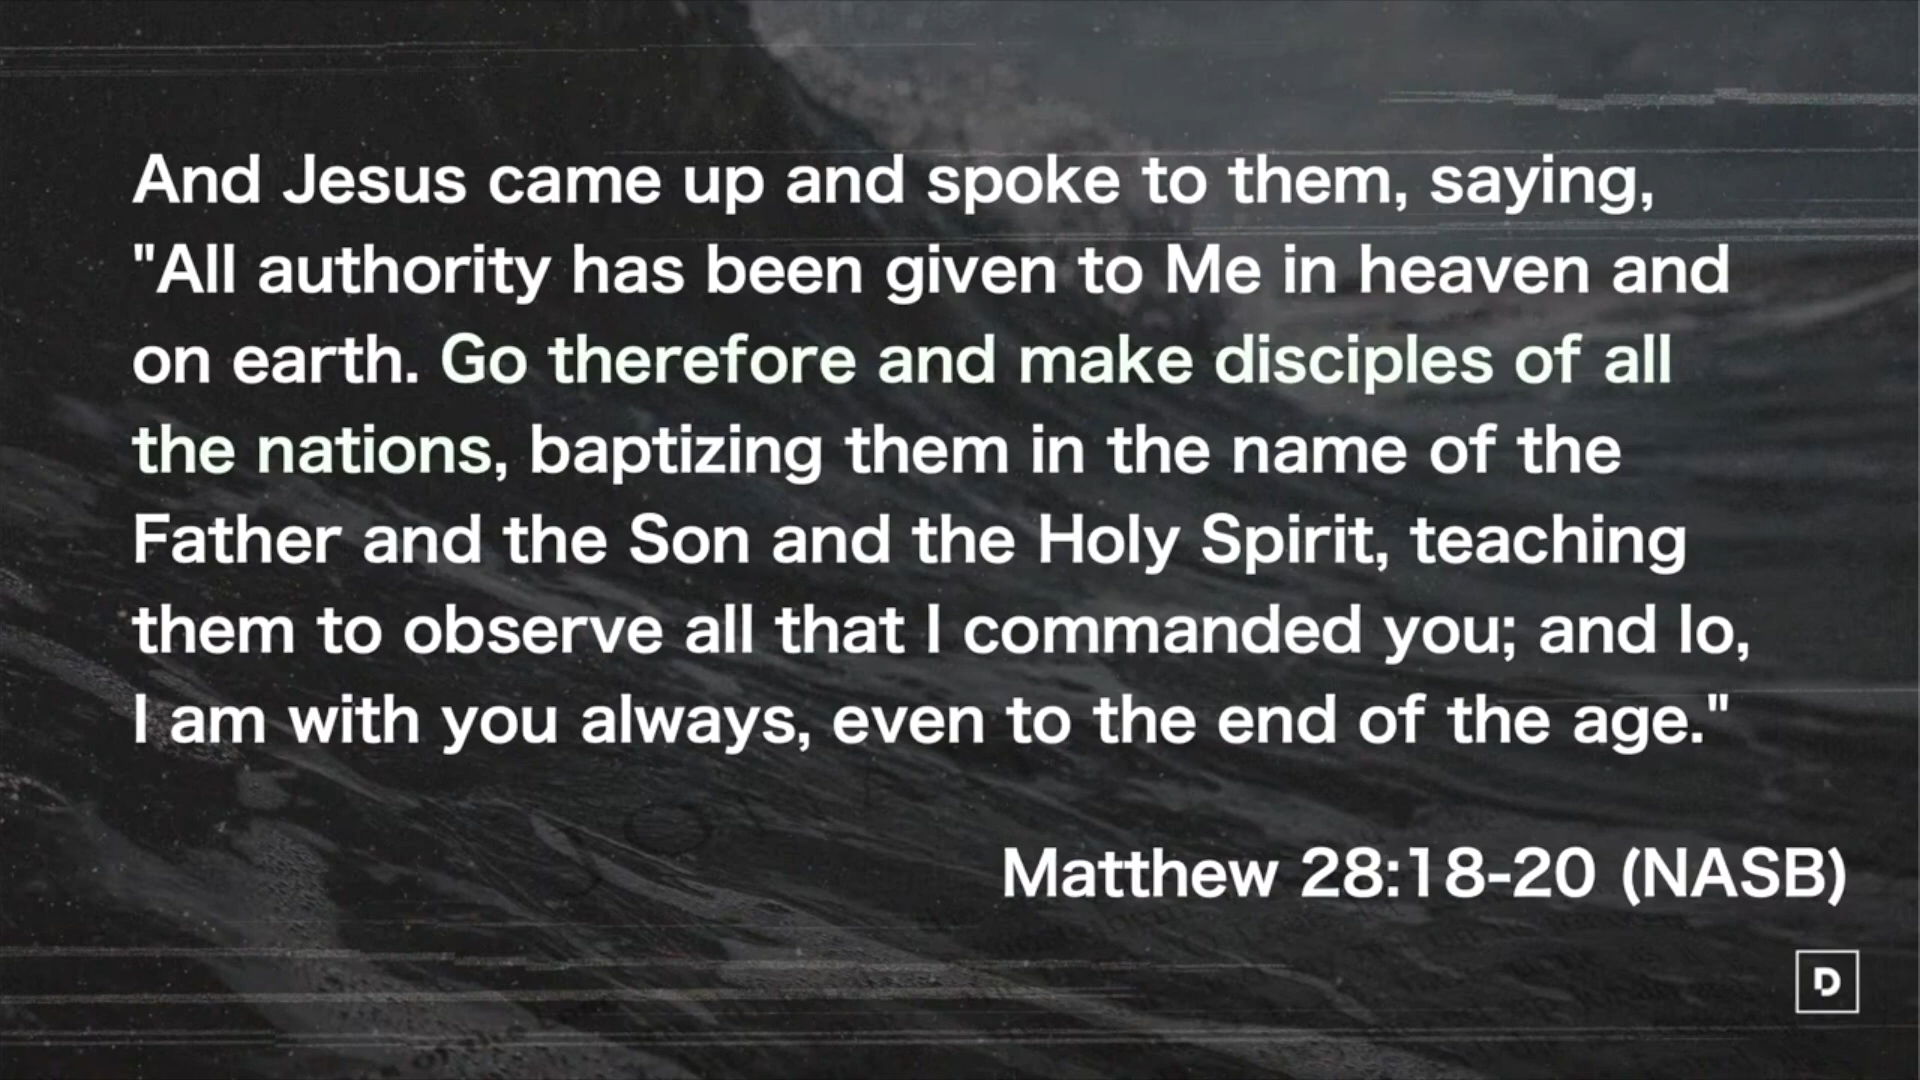 And Jesus came up and spoke to them, saying,
"All authority has been given to Me in heaven and
on earth. Go therefore and make disciples of all
the nations, baptizing them in the name of the
Father and the Son and the Holy Spirit, teaching
them to observe all that I commanded you; and lo,
I am with you always, even to the end of the age."
Matthew 28:18-20 (NASB)
D